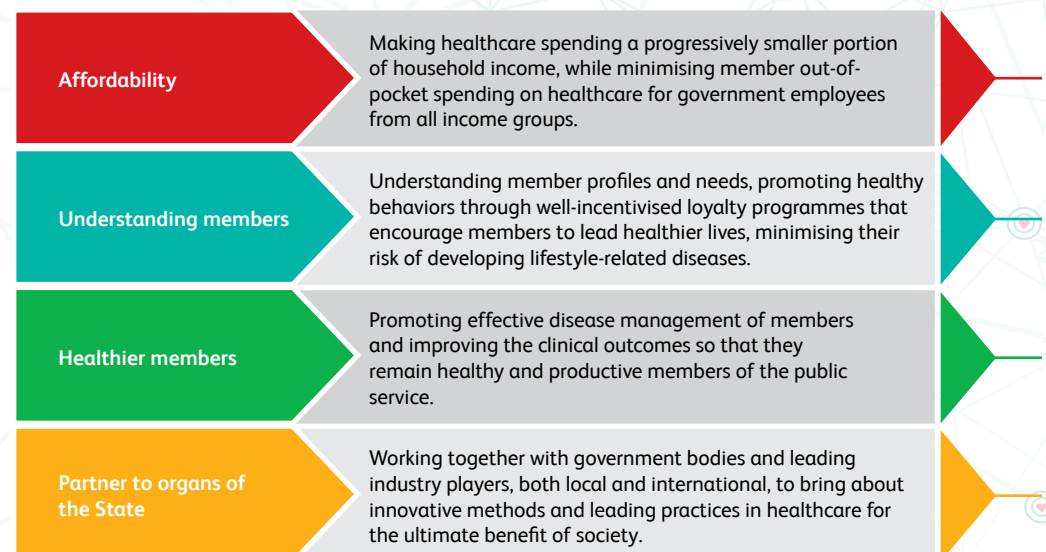 Affordability
Making healthcare spending a progressively smaller portion
of household income, while minimising member out-of-
pocket spending on healthcare for government employees
from all income groups.
Understanding members
Understanding member profiles and needs, promoting healthy
behaviors through well-incentivised loyalty programmes that
encourage members to lead healthier lives, minimising their
risk of developing lifestyle-related diseases.
Healthier members
Promoting effective disease management of members
and improving the clinical outcomes so that they
remain healthy and productive members of the public
service.
Partner to organs of
the State
Working together with government bodies and leading
industry players, both local and international, to bring about
innovative methods and leading practices in healthcare for
the ultimate benefit of society.